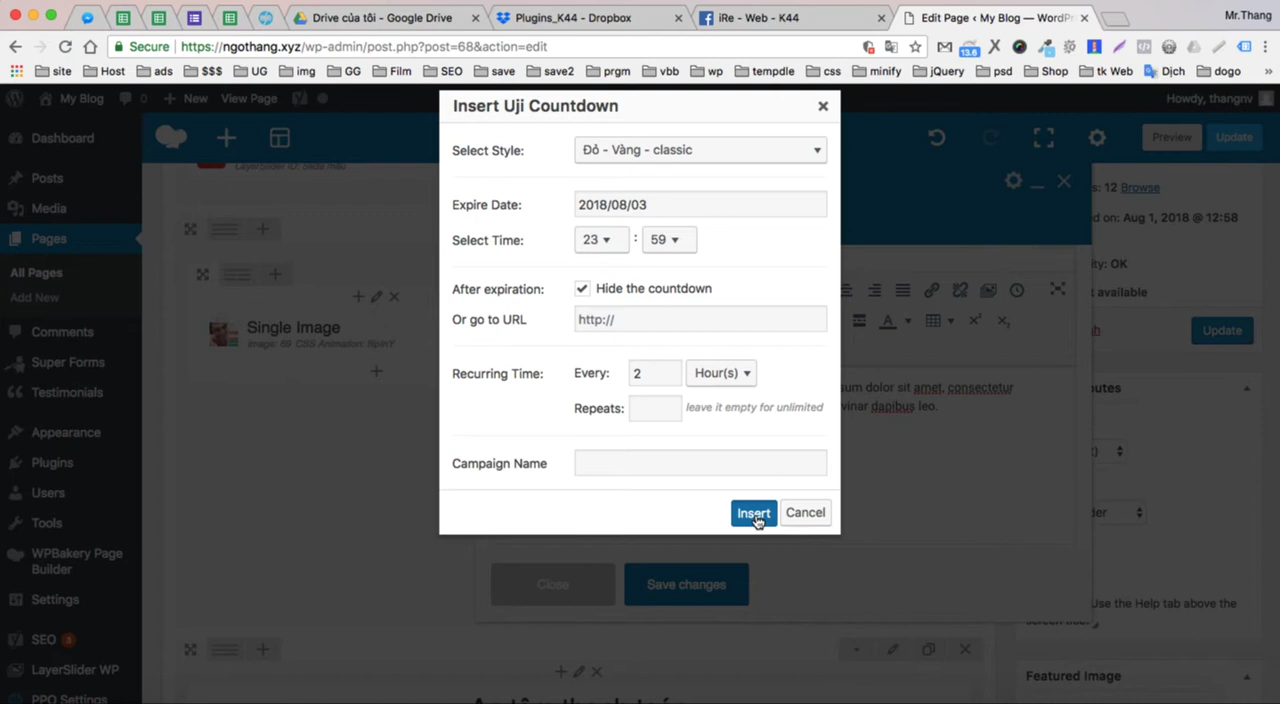 Drive của tôi - Google Drive
Plugins_K44 - Dropbox
iRe - Web - K44
Edit Page ‹ My Blog — WordPr
Mr.Thang
Secure
https://ngothang.xyz/wp-admin/post.php?post=68&action=edit
13.6
site
Host
ads
$$$
UG
img
GG
Film
SEO
save
save2
prgm
vbb
wp
tempdle
css
minify
jQuery
psd
Shop
tk Web
Dịch
dogo
»
My Blog
0
New
View Page
Howdy, thangnv
Dashboard
Posts
Media
Pages
All Pages
Add New
Comments
Super Forms
Testimonials
Appearance
Plugins
Users
Tools
WPBakery Page
Builder
Settings
SEO 3
LayerSlider WP
PPO Settings
Preview
Update
Single Image
Insert Uji Countdown
Select Style:
Đỏ - Vàng - classic
Expire Date:
2018/08/03
Select Time:
23
:
59
After expiration:
Hide the countdown
Or go to URL
http://
Recurring Time:
Every:
2
Hour(s)
Repeats:
leave it empty for unlimited
Campaign Name
Insert
Cancel
Close
Save changes
sum dolor sit amet, consectetur
vinar dapibus leo.
s: 12 Browse
d on: Aug 1, 2018 @ 12:58
ity: OK
t available
Update
Use the Help tab above the
Featured Image